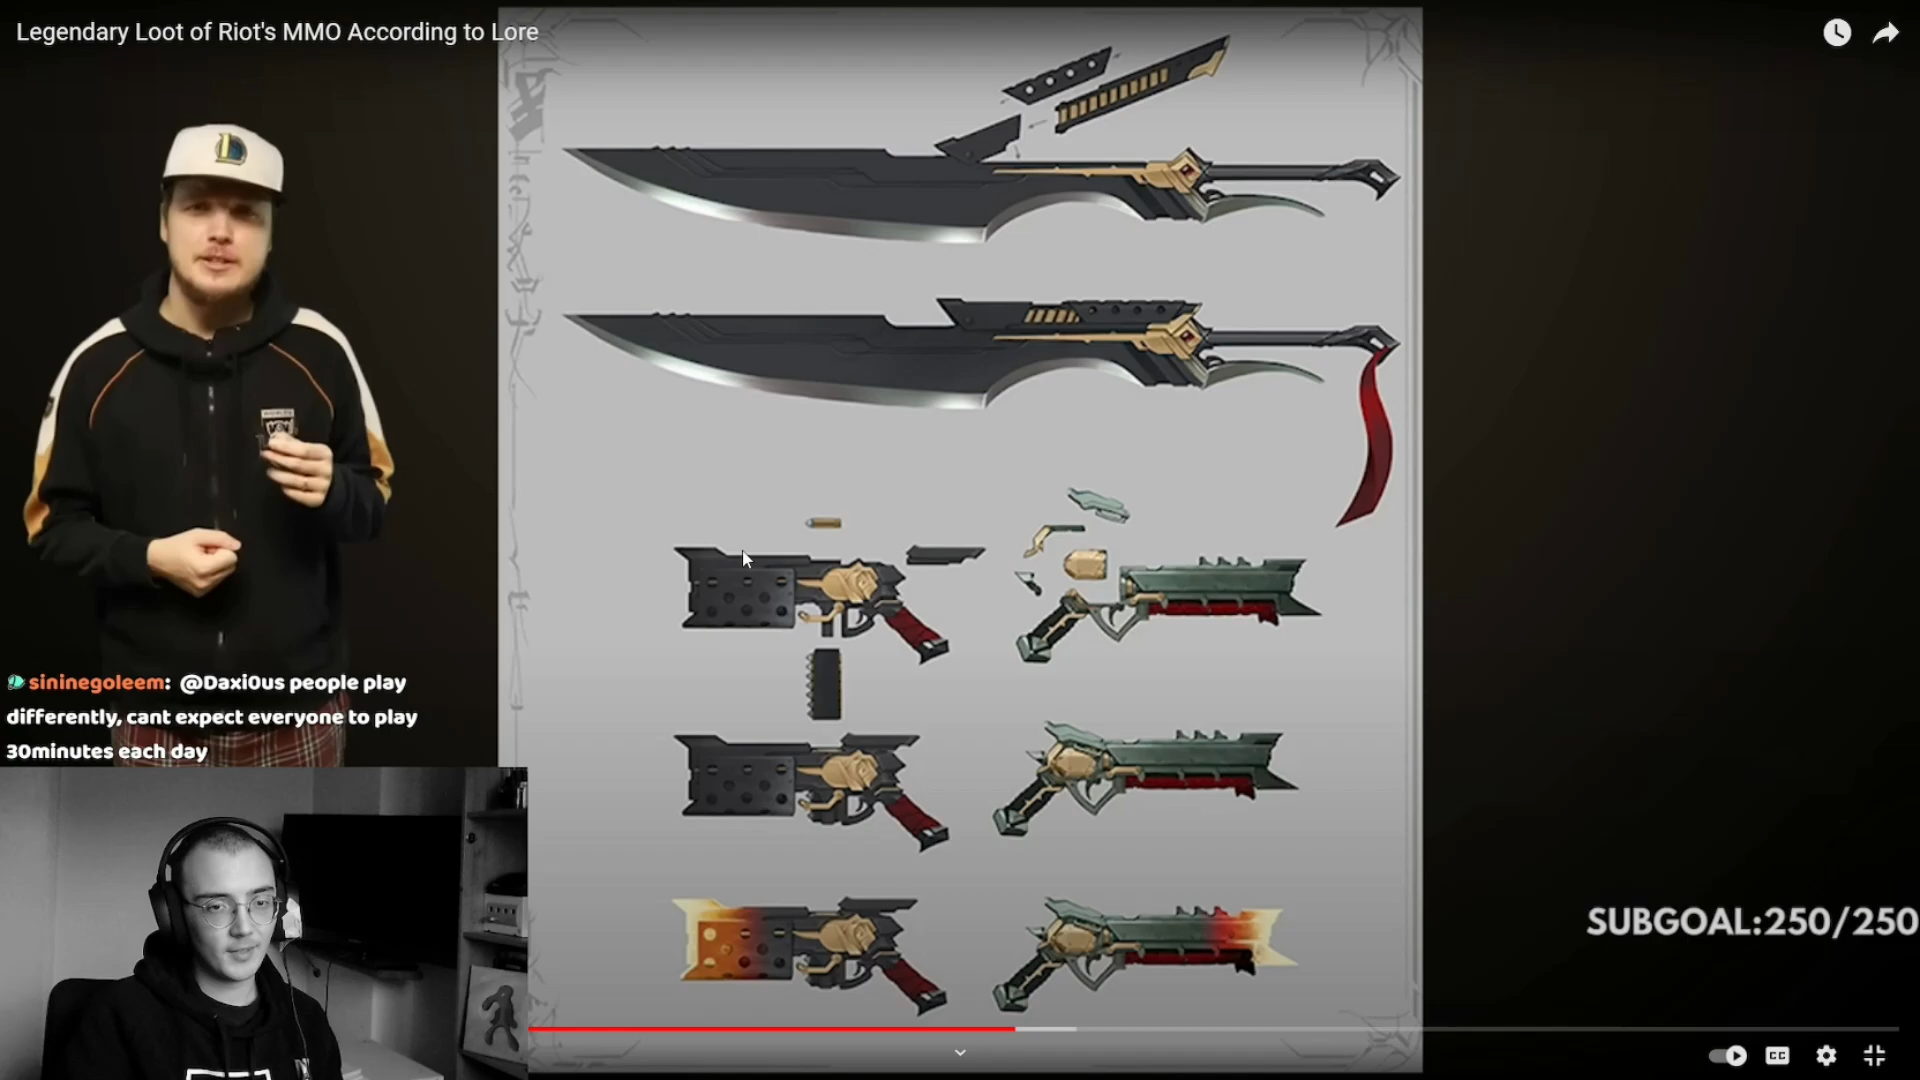 Legendary Loot of Riot's MMO According to Lore
sininegoleem: @Daxi0us people play
differently, cant expect everyone to play
30minutes each day
SUBGOAL:250/250
CC